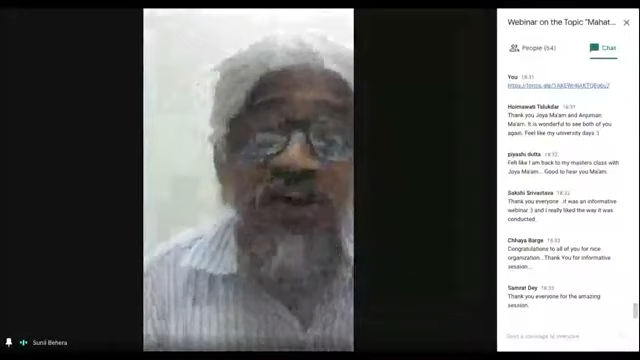 Webinar on the Topic "Mahat...
People (54)
Chat
You 18:31
Hoimawati Talukdar 18:31
Thank you Joya Ma'am and Anjuman
Ma'am. It is wonderful to see both of you
again. Feel like my university days :)
piyashi dutta 18:32
Felt like I am back to my masters class with
Joya Ma'am... Good to hear you Ma'am.
Sakshi Srivastava 18:32
Thank you everyone ..it was an informative
webinar :) and I really liked the way it was
conducted.
Chhaya Barge 18:33
Congratulations to all of you for nice
organization...Thank You for informative
session...
Samrat Dey 18:33
Thank you everyone for the amazing
session.
Send a message to everyone
Sunil Behera